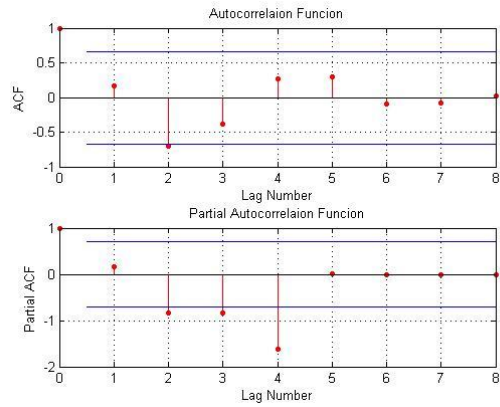 Autocorrelaion Funcion
1
0.5
0
-0.5
-1
ACF
0 1 2 3 4 5 6 7 8
Lag Number
Partial Autocorrelaion Funcion
1
0
-1
-2
Partial ACF
0 1 2 3 4 5 6 7 8
Lag Number